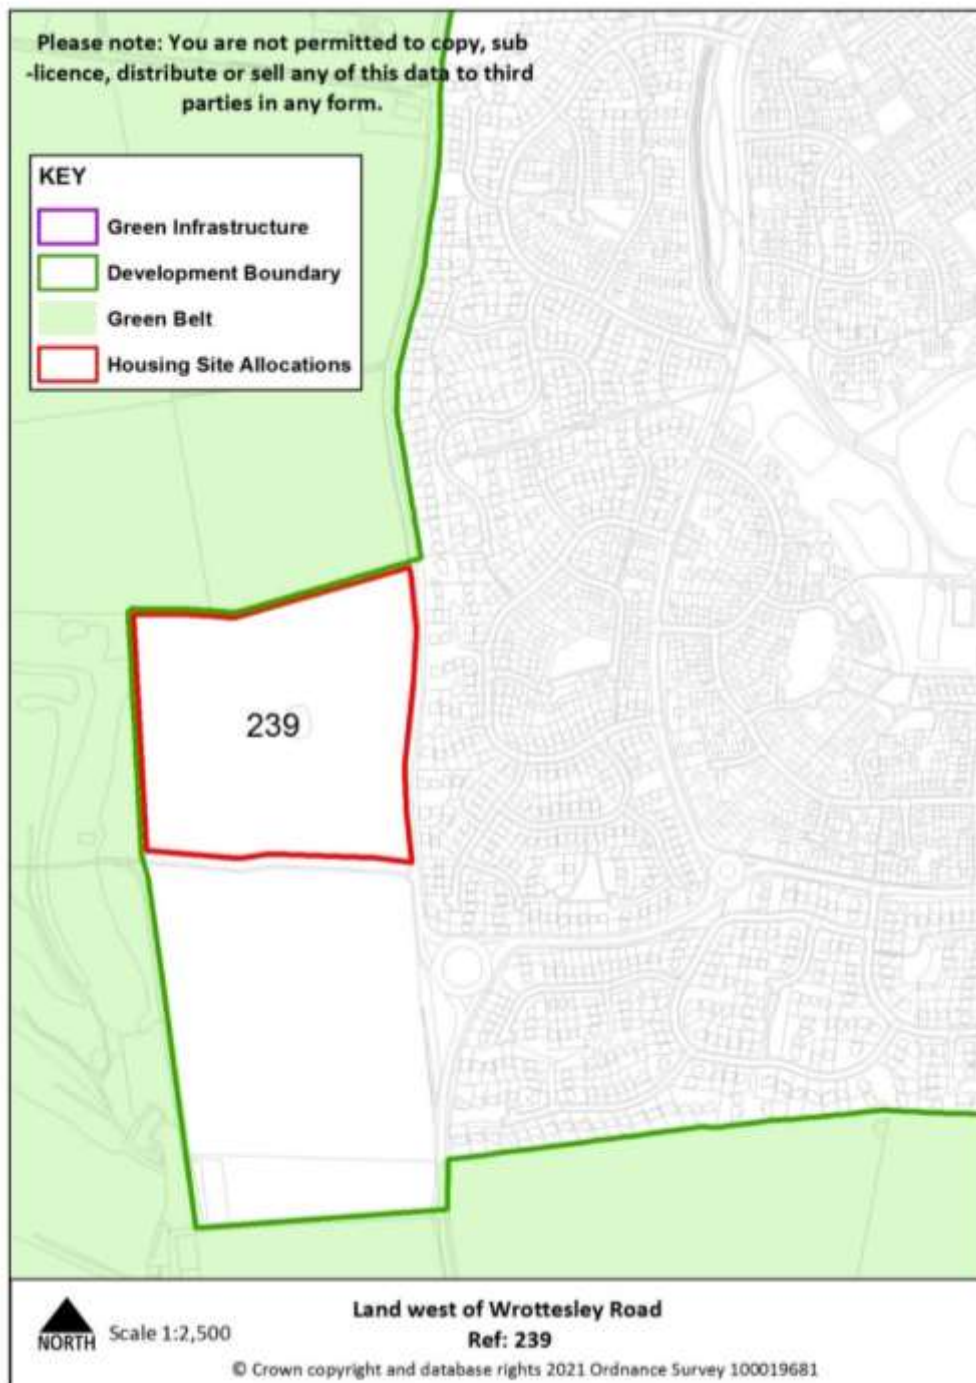 Please note: You are not permitted to copy, sub
-licence, distribute or sell any of this data to third
parties in any form.
KEY
Green Infrastructure
Development Boundary
Green Belt
Housing Site Allocations
239
NORTH
Scale 1:2,500
Land west of Wrottesley Road
Ref: 239
© Crown copyright and database rights 2021 Ordnance Survey 100019681